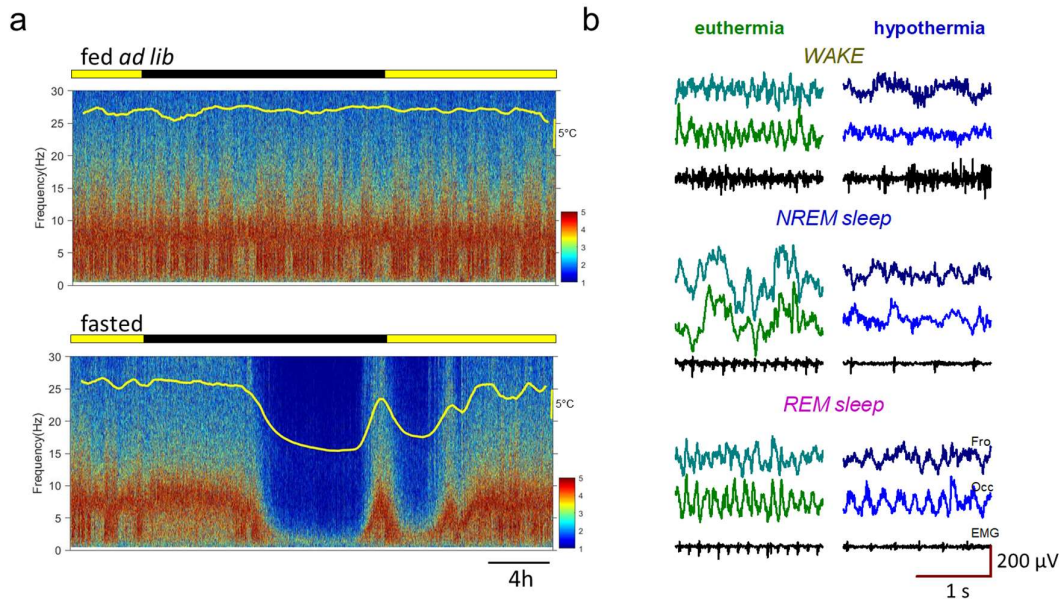 a
fed ad lib
30
25
20
15
10
5
0
Frequency(Hz)
5°C
5
4
3
2
1
fasted
30
25
20
15
10
5
0
Frequency(Hz)
5°C
5
4
3
2
1
4h
b
euthermia hypothermia
WAKE
NREM sleep
REM sleep
Fro
Occ
EMG
200 µV
1 s